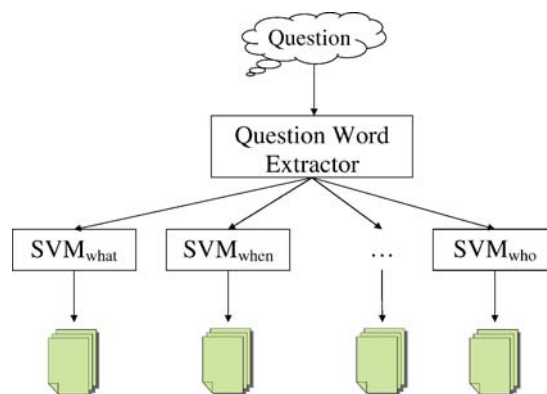 Question
Question Word
Extractor
SVMwhat
SVMwhen
...
SVMwho